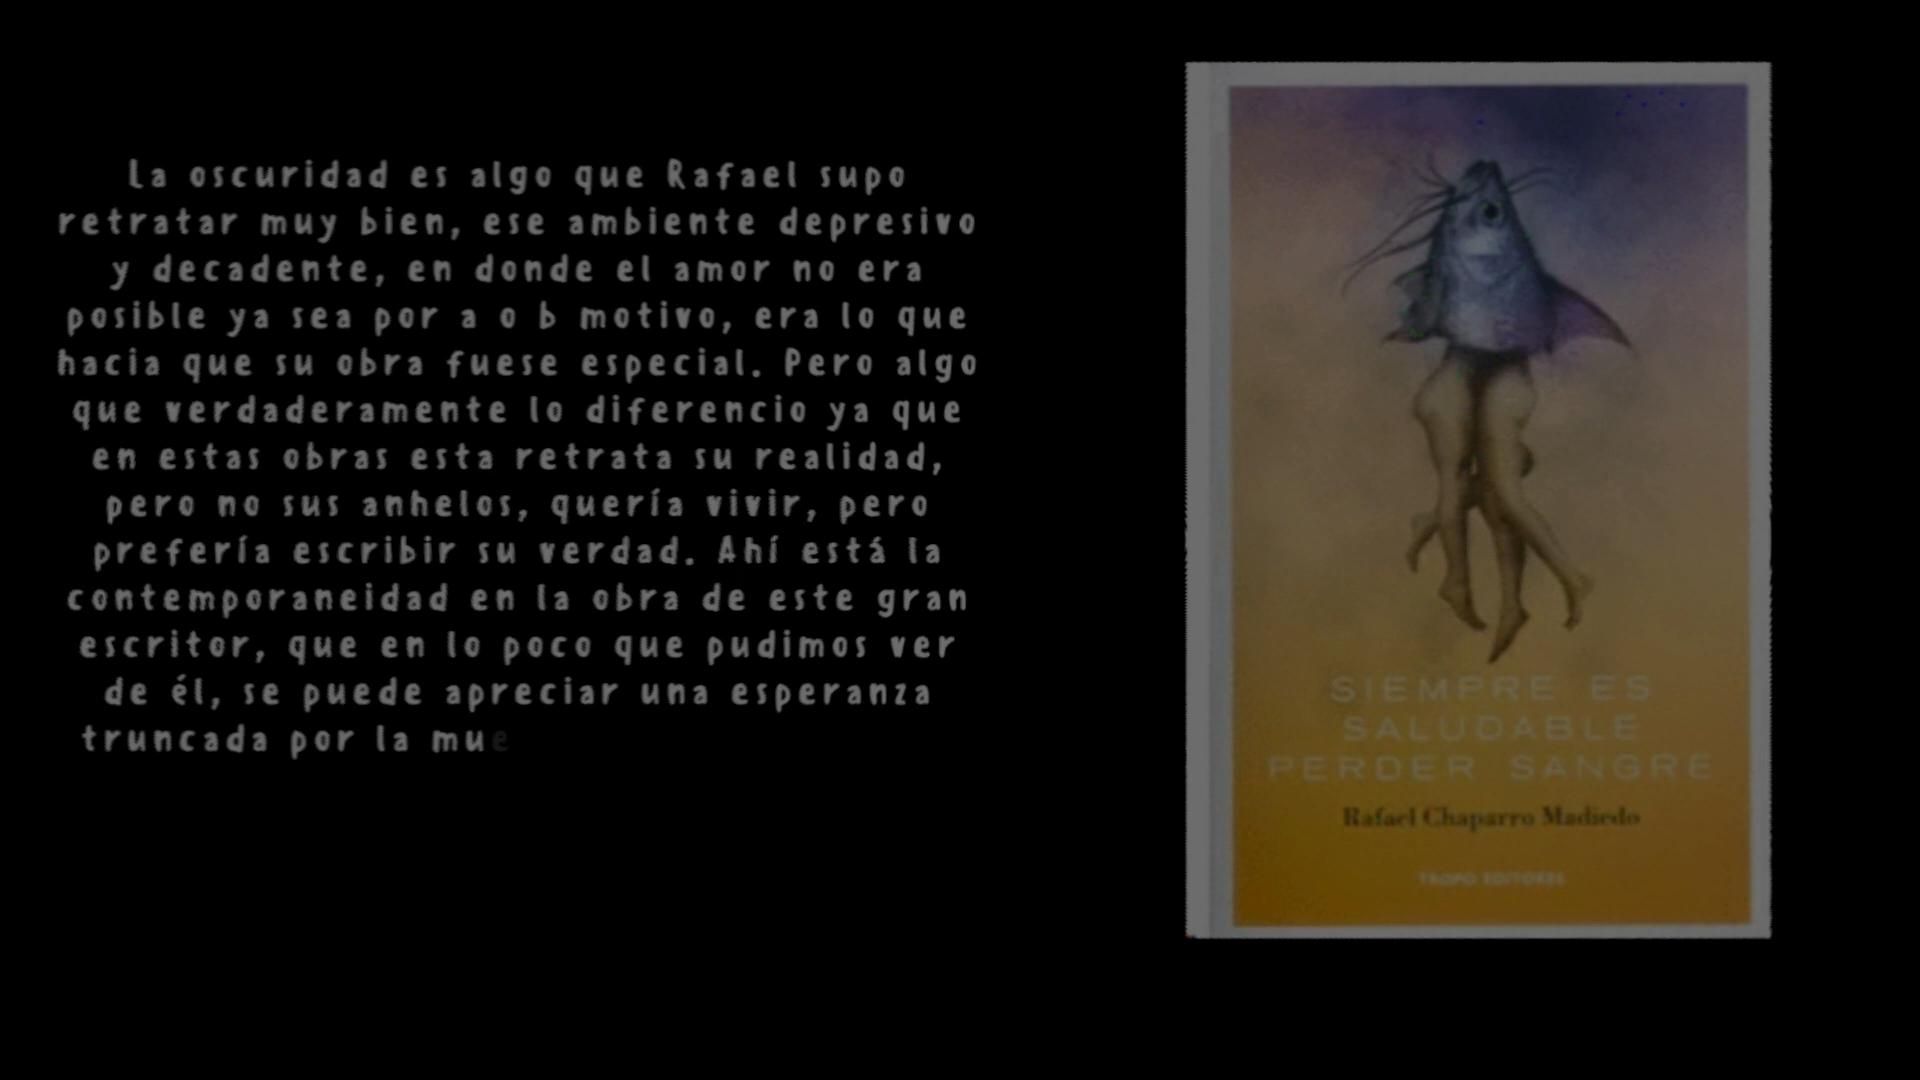 La oscuridad es algo que Rafael supo
retratar muy bien, ese ambiente depresivo
y decadente, en donde el amor no era
posible ya sea por a o b motivo, era lo que
hacia que su obra fuese especial. Pero algo
que verdaderamente lo diferencio ya que
en estas obras esta retrata su realidad,
pero no sus anhelos, quería vivir, pero
prefería escribir su verdad. Ahí está la
contemporaneidad en la obra de este gran
escritor, que en lo poco que pudimos ver
de él, se puede apreciar una esperanza
truncada por la mue
SIEMPRE ES
SALUDABLE
PERDER SANGRE
Rafael Chaparro Madiedo
TROPO EDITORES